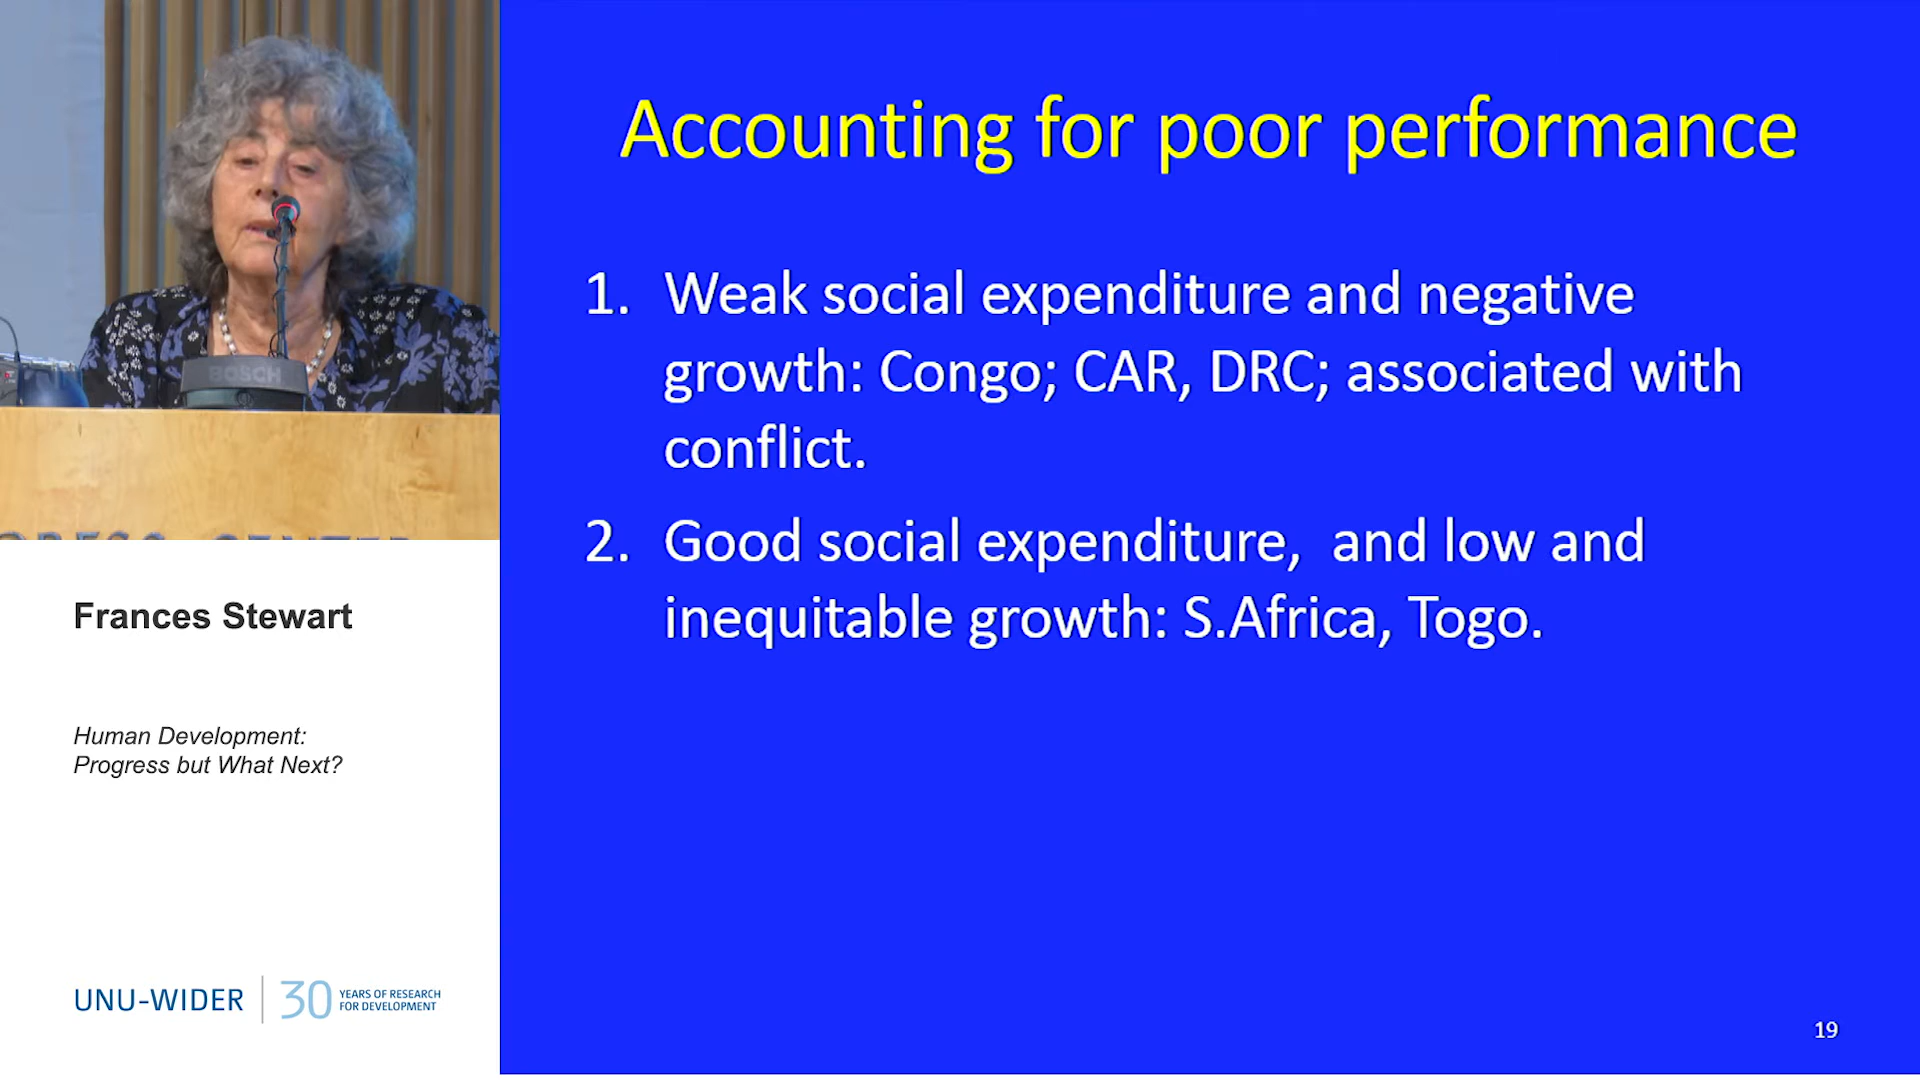 Accounting for poor performance
1. Weak social expenditure and negative
growth: Congo; CAR, DRC; associated with
conflict.
2. Good social expenditure, and low and
inequitable growth: S.Africa, Togo.
19
BOSCH
CENTER
Frances Stewart
Human Development:
Progress but What Next?
UNU-WIDER
30
YEARS OF RESEARCH
FOR DEVELOPMENT